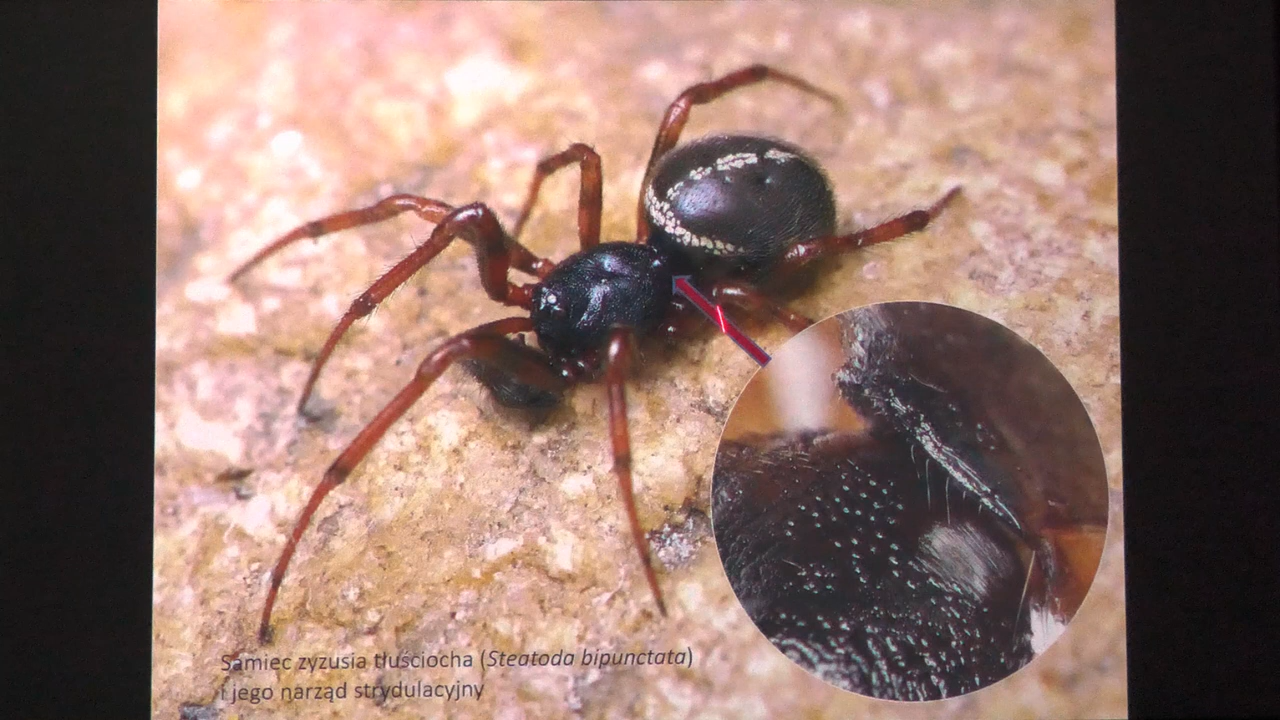 Samiec zyzusia tłuściocha (Steatoda bipunctata)
i jego narząd strydulacyjny